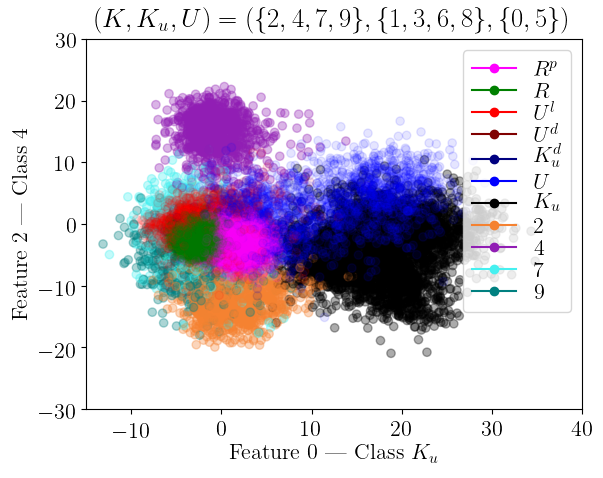 (K, K_u, U) = ({2, 4, 7, 9}, {1, 3, 6, 8}, {0, 5})
30
20
10
0
−10
−20
−30
Feature 2 — Class 4
R^p
R
U^l
U^d
K_u^d
U
K_u
2
4
7
9
−10
0
10
20
30
40
Feature 0 — Class K_u